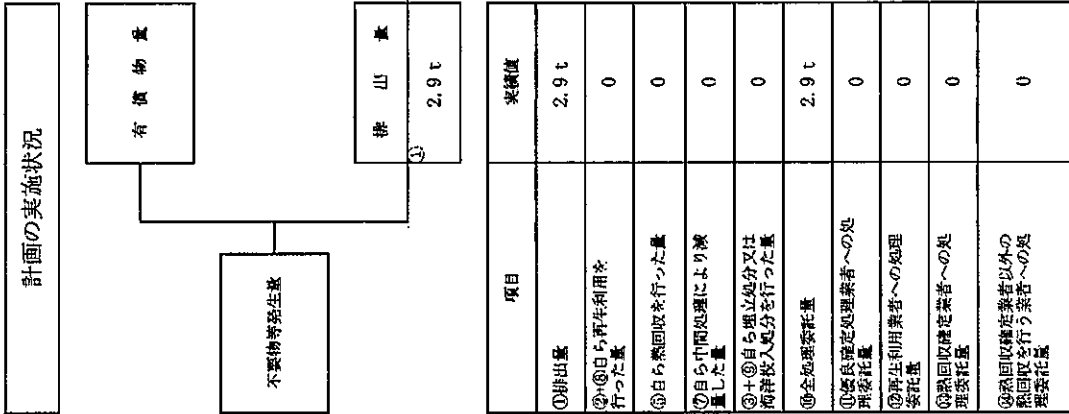 計画の実施状況
不要物等発生量
有償物量
排出量
①
2.9t
項目
実績値
①排出量
2.9t
②+⑧自ら再生利用を
行った量
0
⑤自ら熱回収を行った量
0
⑦自ら中間処理により減
量した量
0
③+⑨自ら埋立処分又は
海洋投入処分を行った量
0
⑩全処理委託量
2.9t
⑪優良認定処理業者への処
理委託量
0
⑫再生利用業者への処理
委託量
0
⑬熱回収認定業者への処
理委託量
0
⑭熱回収認定業者以外の
熱回収を行う業者への処
理委託量
0